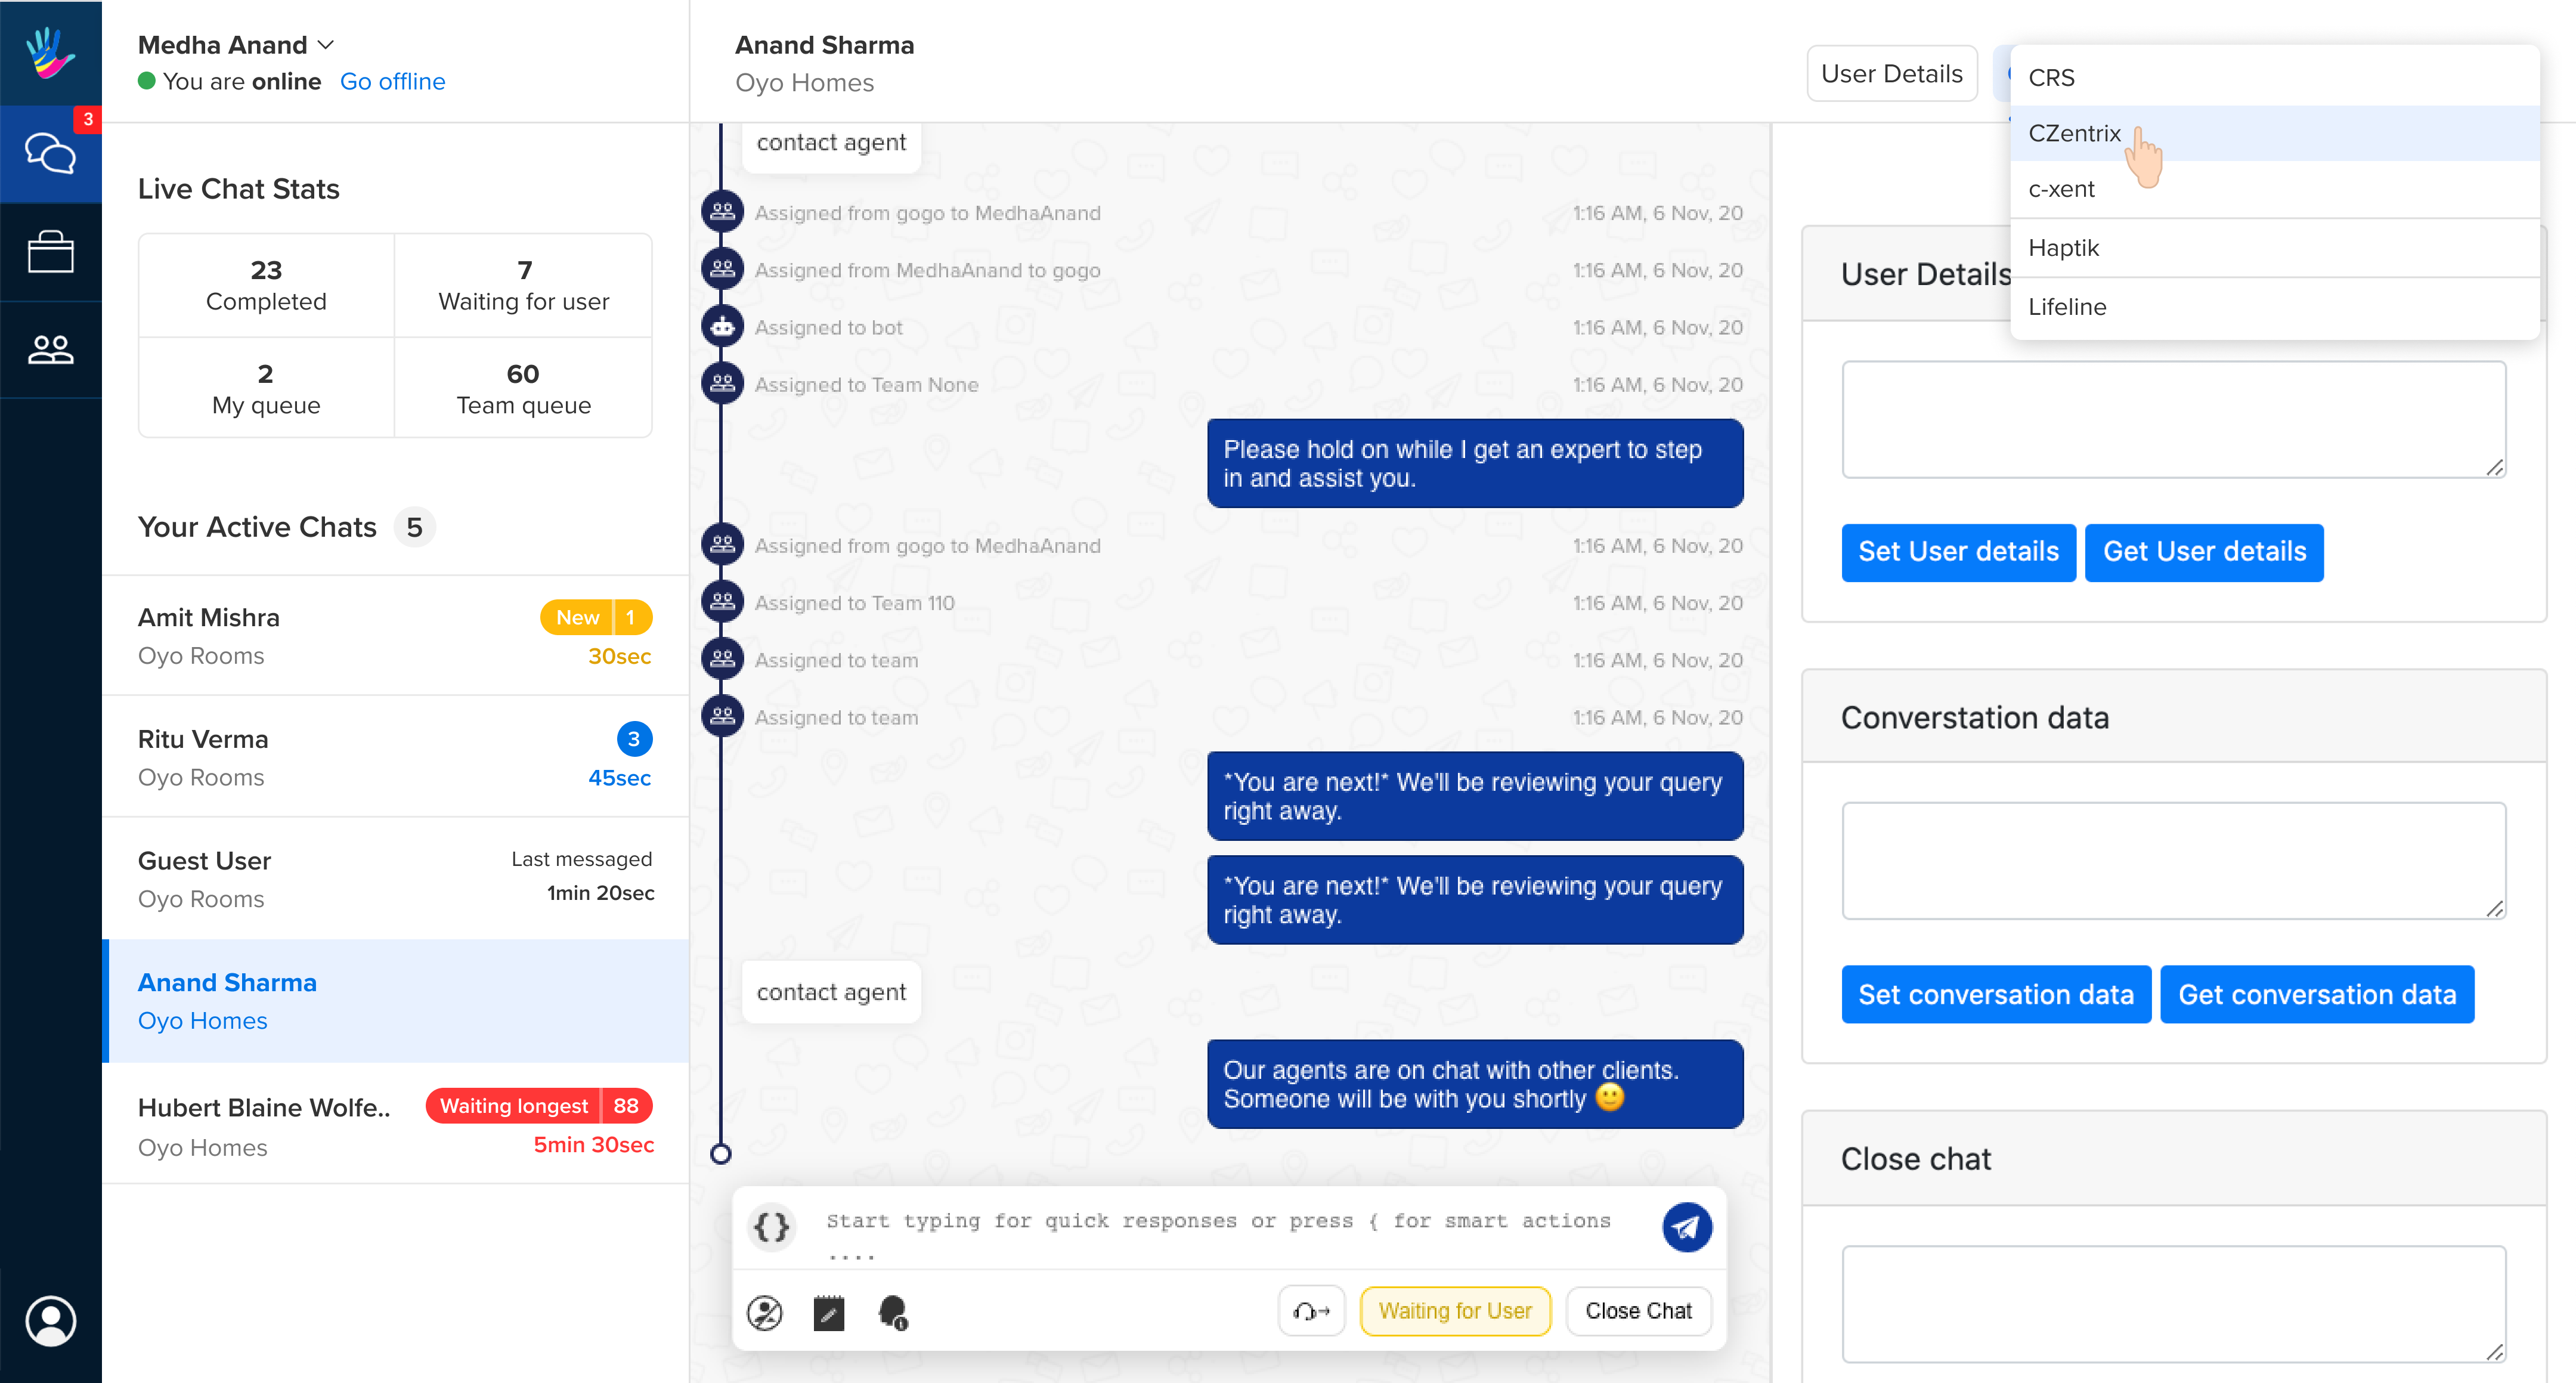 Medha Anand
You are online Go offline
3
Live Chat Stats
23
Completed
7
Waiting for user
2
My queue
60
Team queue
Your Active Chats 5
Amit Mishra
New 1
Oyo Rooms
30sec
Ritu Verma
3
Oyo Rooms
45sec
Guest User
Last messaged
Oyo Rooms
1min 20sec
Anand Sharma
Oyo Homes
Hubert Blaine Wolfe..
Waiting longest 88
Oyo Homes
5min 30sec
Anand Sharma
Oyo Homes
contact agent
Assigned from gogo to MedhaAnand 1:16 AM, 6 Nov, 20
Assigned from MedhaAnand to gogo 1:16 AM, 6 Nov, 20
Assigned to bot 1:16 AM, 6 Nov, 20
Assigned to Team None 1:16 AM, 6 Nov, 20
Please hold on while I get an expert to step
in and assist you.
Assigned from gogo to MedhaAnand 1:16 AM, 6 Nov, 20
Assigned to Team 110 1:16 AM, 6 Nov, 20
Assigned to team 1:16 AM, 6 Nov, 20
Assigned to team 1:16 AM, 6 Nov, 20
*You are next!* We'll be reviewing your query
right away.
*You are next!* We'll be reviewing your query
right away.
contact agent
Our agents are on chat with other clients.
Someone will be with you shortly 🙂
{} Start typing for quick responses or press { for smart actions
....
Waiting for User
Close Chat
User Details
CRS
CZentrix
c-xent
Haptik
Lifeline
User Details
Set User details Get User details
Converstation data
Set conversation data Get conversation data
Close chat